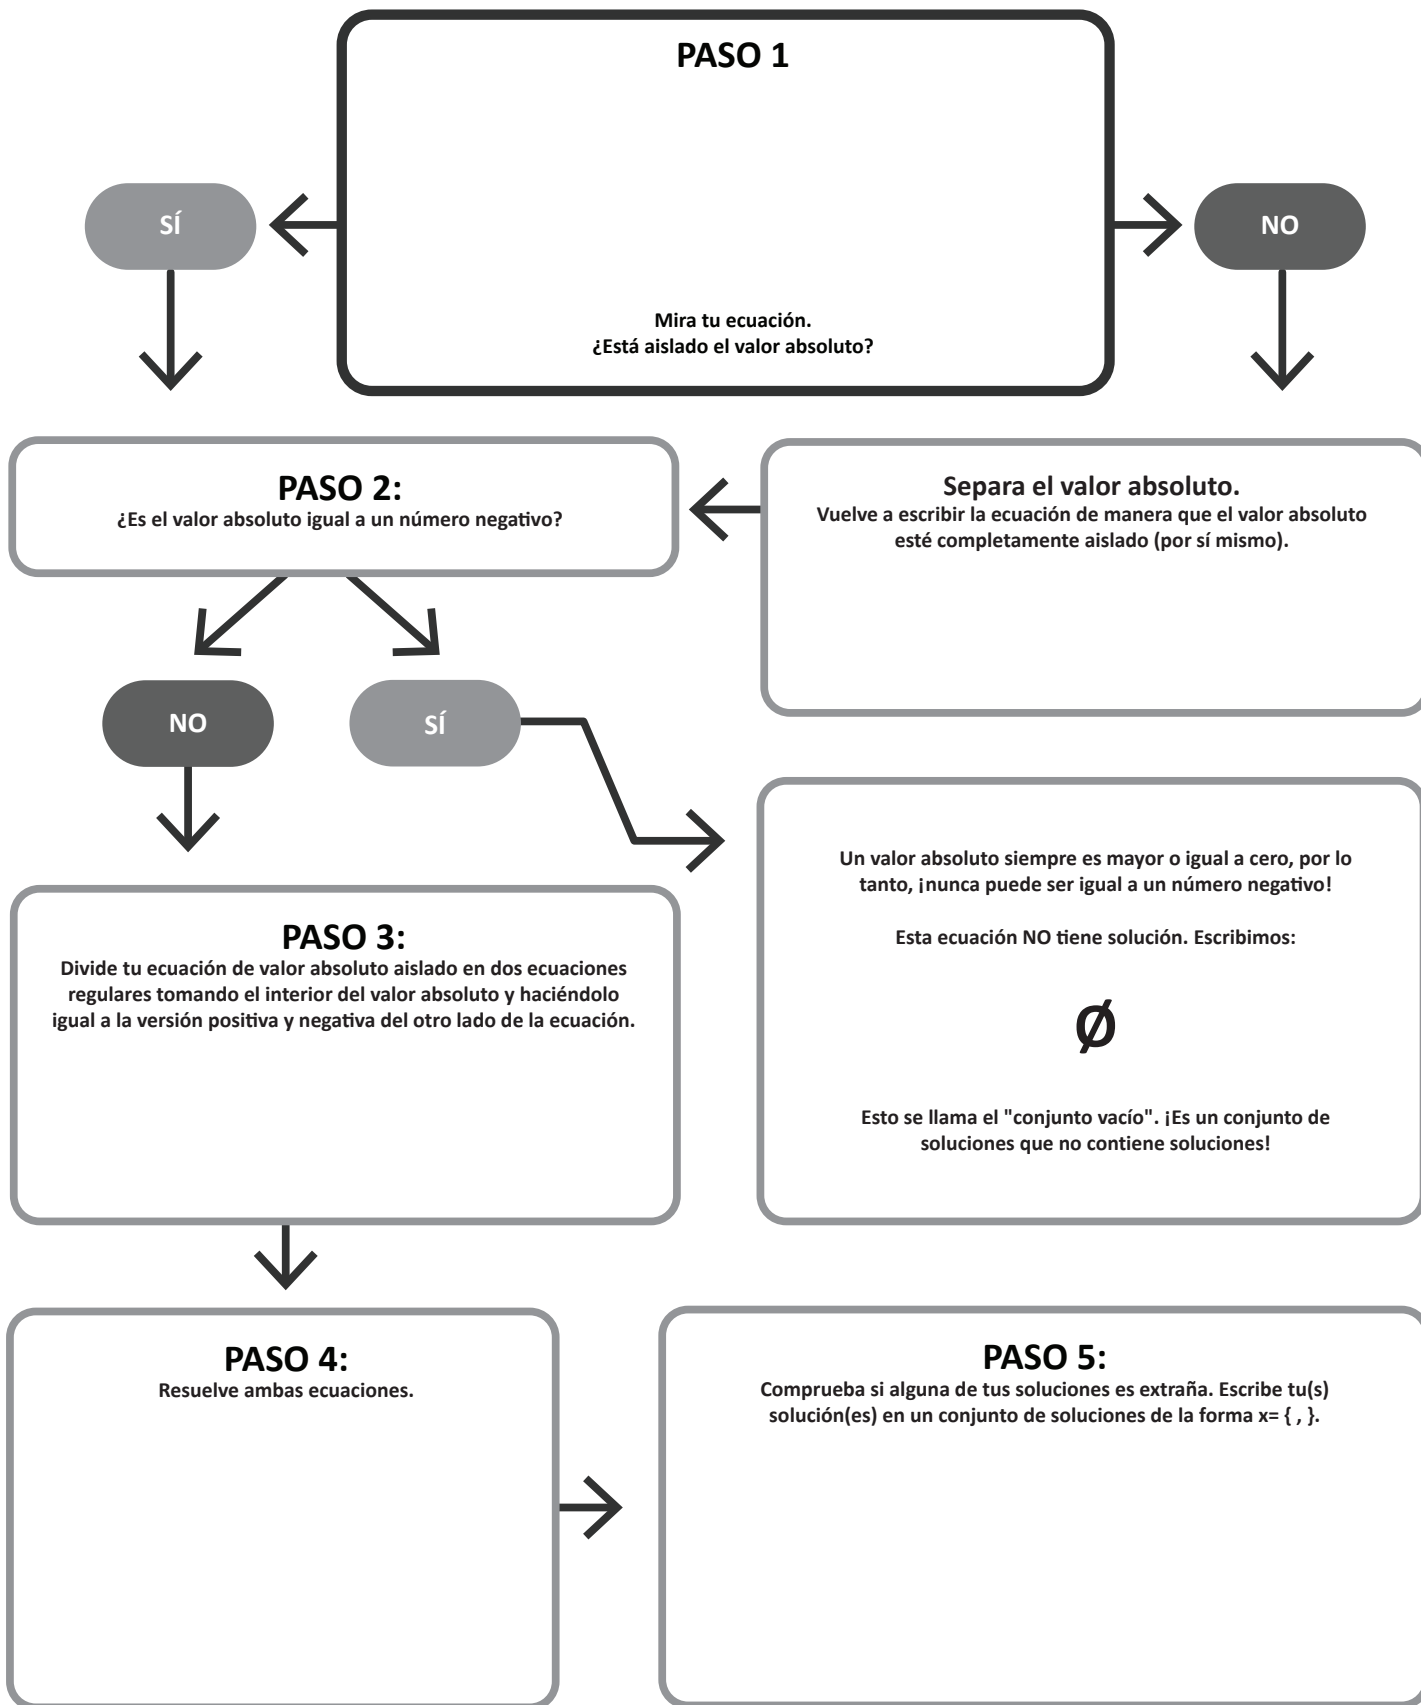 PASO 1
Mira tu ecuación.
¿Está aislado el valor absoluto?
SÍ
NO
PASO 2:
¿Es el valor absoluto igual a un número negativo?
Separa el valor absoluto.
Vuelve a escribir la ecuación de manera que el valor absoluto
esté completamente aislado (por sí mismo).
NO
SÍ
Un valor absoluto siempre es mayor o igual a cero, por lo
tanto, ¡nunca puede ser igual a un número negativo!
Esta ecuación NO tiene solución. Escribimos:
Ø
Esto se llama el "conjunto vacío". ¡Es un conjunto de
soluciones que no contiene soluciones!
PASO 3:
Divide tu ecuación de valor absoluto aislado en dos ecuaciones
regulares tomando el interior del valor absoluto y haciéndolo
igual a la versión positiva y negativa del otro lado de la ecuación.
PASO 4:
Resuelve ambas ecuaciones.
PASO 5:
Comprueba si alguna de tus soluciones es extraña. Escribe tu(s)
solución(es) en un conjunto de soluciones de la forma x= { , }.